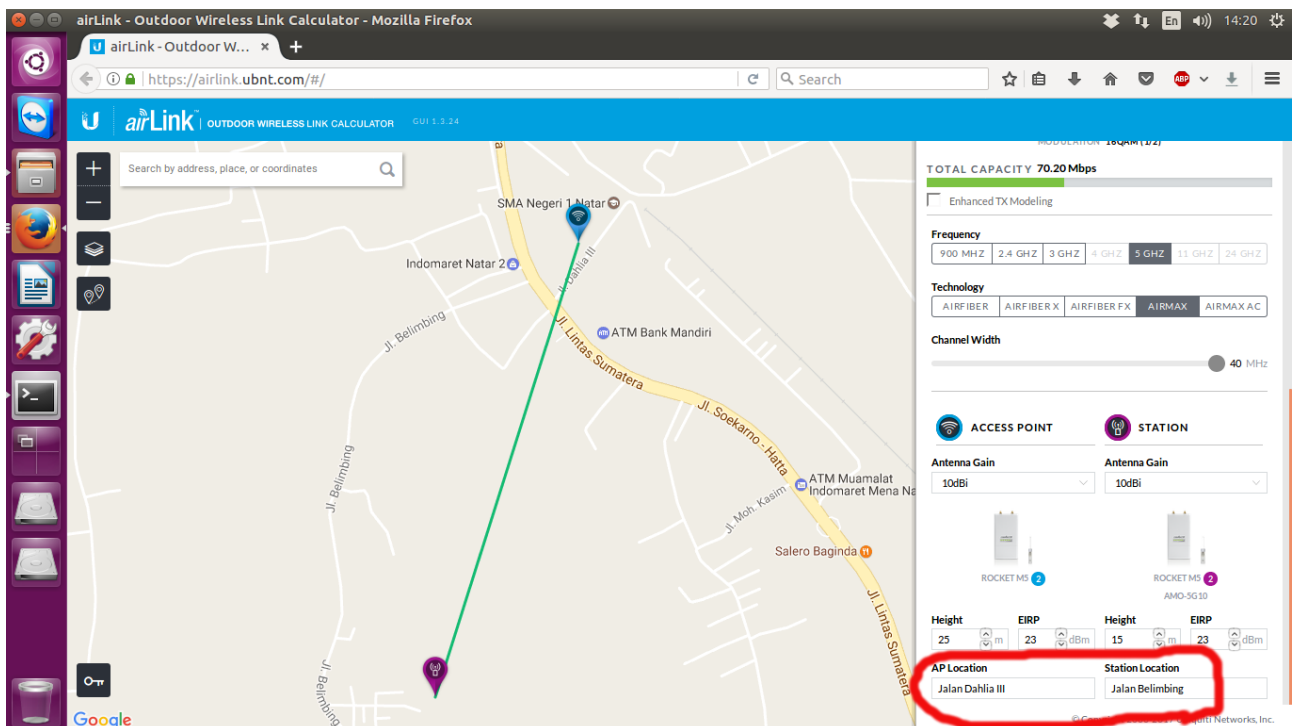 airLink - Outdoor Wireless Link Calculator - Mozilla Firefox
En 14:20
airLink - Outdoor W... × +
https://airlink.ubnt.com/#/
Search
ABP
airLink™ | OUTDOOR WIRELESS LINK CALCULATOR GUI 1.3.24
Search by address, place, or coordinates
SMA Negeri 1 Natar
Jl. Dahlia III
Indomaret Natar 2
Jl. Belimbing
ATM Bank Mandiri
Jl. Lintas Sumatera
Jl. Soekarno - Hatta
Jl. Belimbing
ATM Muamalat
Indomaret Mena Na
Jl. Moh. Kasim
Salero Baginda
Jl. Lintas Sumatera
Jl. Belimbing
Google
MODULATION 16QAM (1/2)
TOTAL CAPACITY 70.20 Mbps
Enhanced TX Modeling
Frequency
900 MHZ 2.4 GHZ 3 GHZ 4 GHZ 5 GHZ 11 GHZ 24 GHZ
Technology
AIRFIBER AIRFIBER X AIRFIBER FX AIRMAX AIRMAX AC
Channel Width
40 MHz
ACCESS POINT STATION
Antenna Gain Antenna Gain
10dBi 10dBi
ROCKET M5 2 ROCKET M5 2
AMO-5G10
Height EIRP Height EIRP
25 m 23 dBm 15 m 23 dBm
AP Location Station Location
Jalan Dahlia III Jalan Belimbing
Networks, Inc.